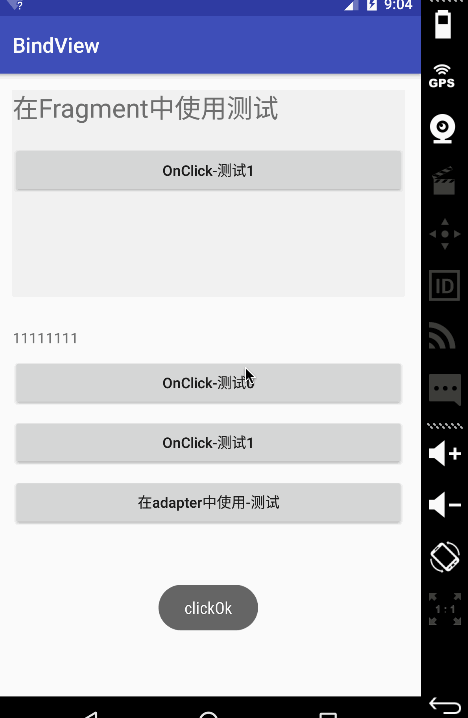 9:04
BindView
在Fragment中使用测试
OnClick-测试1
11111111
OnClick-测试
OnClick-测试1
在adapter中使用-测试
clickOk
GPS
ID
1:1